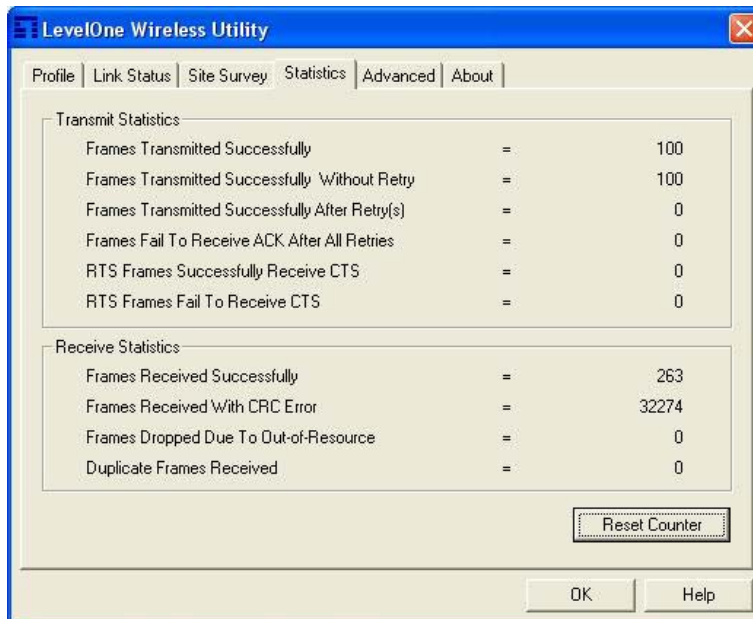 LevelOne Wireless Utility
Profile Link Status Site Survey Statistics Advanced About
Transmit Statistics
Frames Transmitted Successfully = 100
Frames Transmitted Successfully Without Retry = 100
Frames Transmitted Successfully After Retry(s) = 0
Frames Fail To Receive ACK After All Retries = 0
RTS Frames Successfully Receive CTS = 0
RTS Frames Fail To Receive CTS = 0
Receive Statistics
Frames Received Successfully = 263
Frames Received With CRC Error = 32274
Frames Dropped Due To Out-of-Resource = 0
Duplicate Frames Received = 0
Reset Counter
OK Help